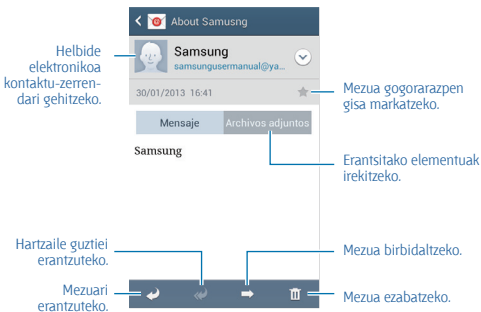 About Samusng
Helbide
elektronikoa
kontaktu-zerren-
dari gehitzeko.
Samsung
samsungusermanual@ya...
30/01/2013 16:41
Mezua gogorarazpen
gisa markatzeko.
Mensaje
Archivos adjuntos
Samsung
Erantsitako elementuak
irekitzeko.
Hartzaile guztiei
erantzuteko.
Mezua birbidaltzeko.
Mezuari
erantzuteko.
Mezua ezabatzeko.